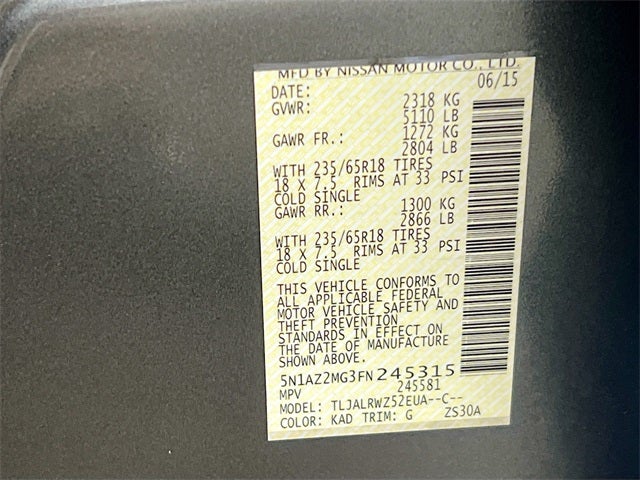 MFD BY NISSAN MOTOR CO., LTD.
DATE: 06/15
GVWR: 2318 KG
5110 LB
GAWR FR.: 1272 KG
2804 LB
WITH 235/65R18 TIRES
18 X 7.5 RIMS AT 33 PSI
COLD SINGLE
GAWR RR.: 1300 KG
2866 LB
WITH 235/65R18 TIRES
18 X 7.5 RIMS AT 33 PSI
COLD SINGLE
THIS VEHICLE CONFORMS TO
ALL APPLICABLE FEDERAL
MOTOR VEHICLE SAFETY AND
THEFT PREVENTION
STANDARDS IN EFFECT ON
THE DATE OF MANUFACTURE
SHOWN ABOVE.
5N1AZ2MG3FN245315
MPV 245581
MODEL: TLJALRWZ52EUA--C--
COLOR: KAD TRIM: G ZS30A